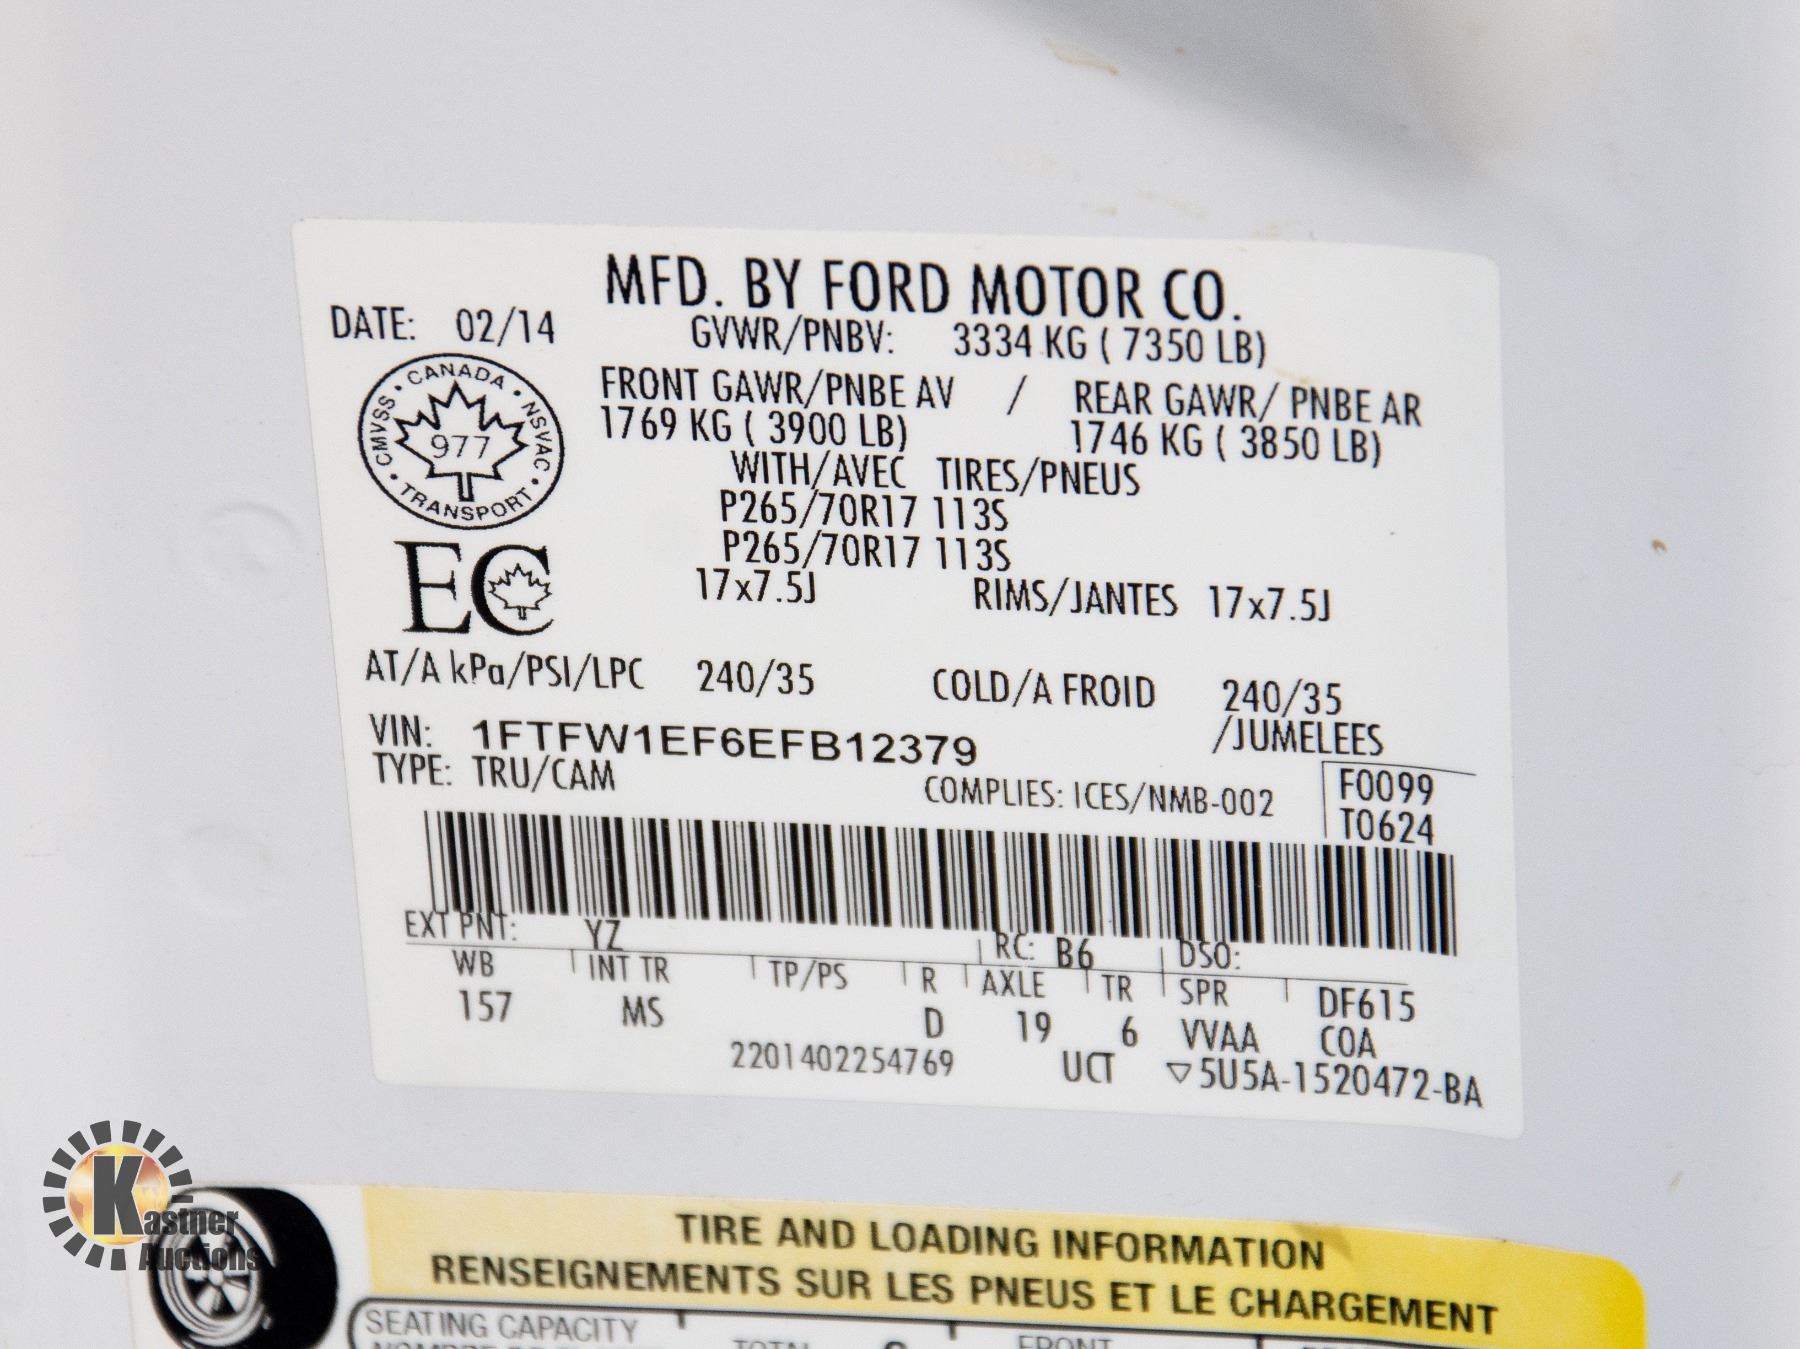 MFD. BY FORD MOTOR CO.
DATE: 02/14 GVWR/PNBV: 3334 KG ( 7350 LB)
FRONT GAWR/PNBE AV / REAR GAWR/ PNBE AR
1769 KG ( 3900 LB) 1746 KG ( 3850 LB)
WITH/AVEC TIRES/PNEUS
P265/70R17 113S
P265/70R17 113S
17x7.5J RIMS/JANTES 17x7.5J
CANADA
CMVSS
977
NSVAC
TRANSPORT
EC
AT/A kPa/PSI/LPC 240/35 COLD/A FROID 240/35
/JUMELEES
VIN: 1FTFW1EF6EFB12379
TYPE: TRU/CAM COMPLIES: ICES/NMB-002
F0099
T0624
EXT PNT: YZ RC: B6 DSO:
WB INT TR TP/PS R AXLE TR SPR DF615
157 MS D 19 6 VVAA COA
2201402254769 UCT ▽5U5A-1520472-BA
Kastner
Auctions
TIRE AND LOADING INFORMATION
RENSEIGNEMENTS SUR LES PNEUS ET LE CHARGEMENT
SEATING CAPACITY
TOTAL
FRONT